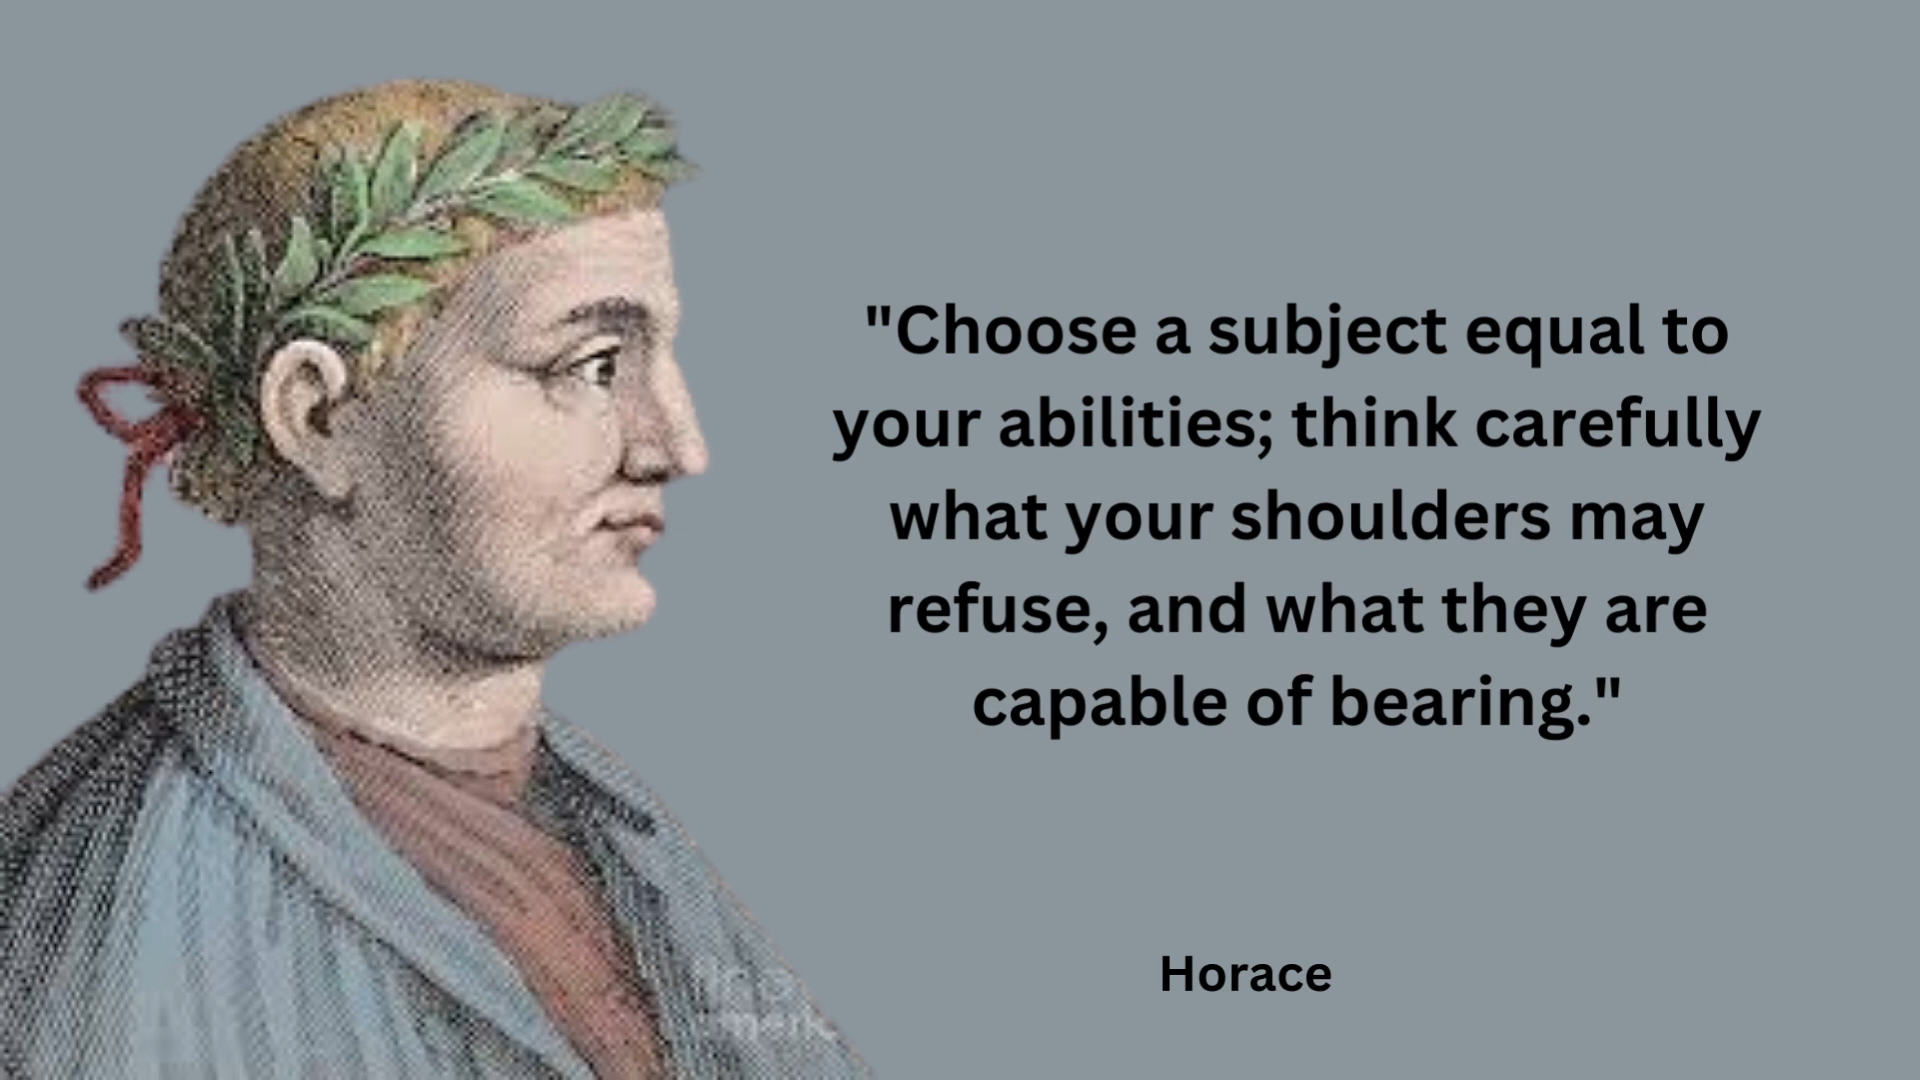 "Choose a subject equal to
your abilities; think carefully
what your shoulders may
refuse, and what they are
capable of bearing."
Horace